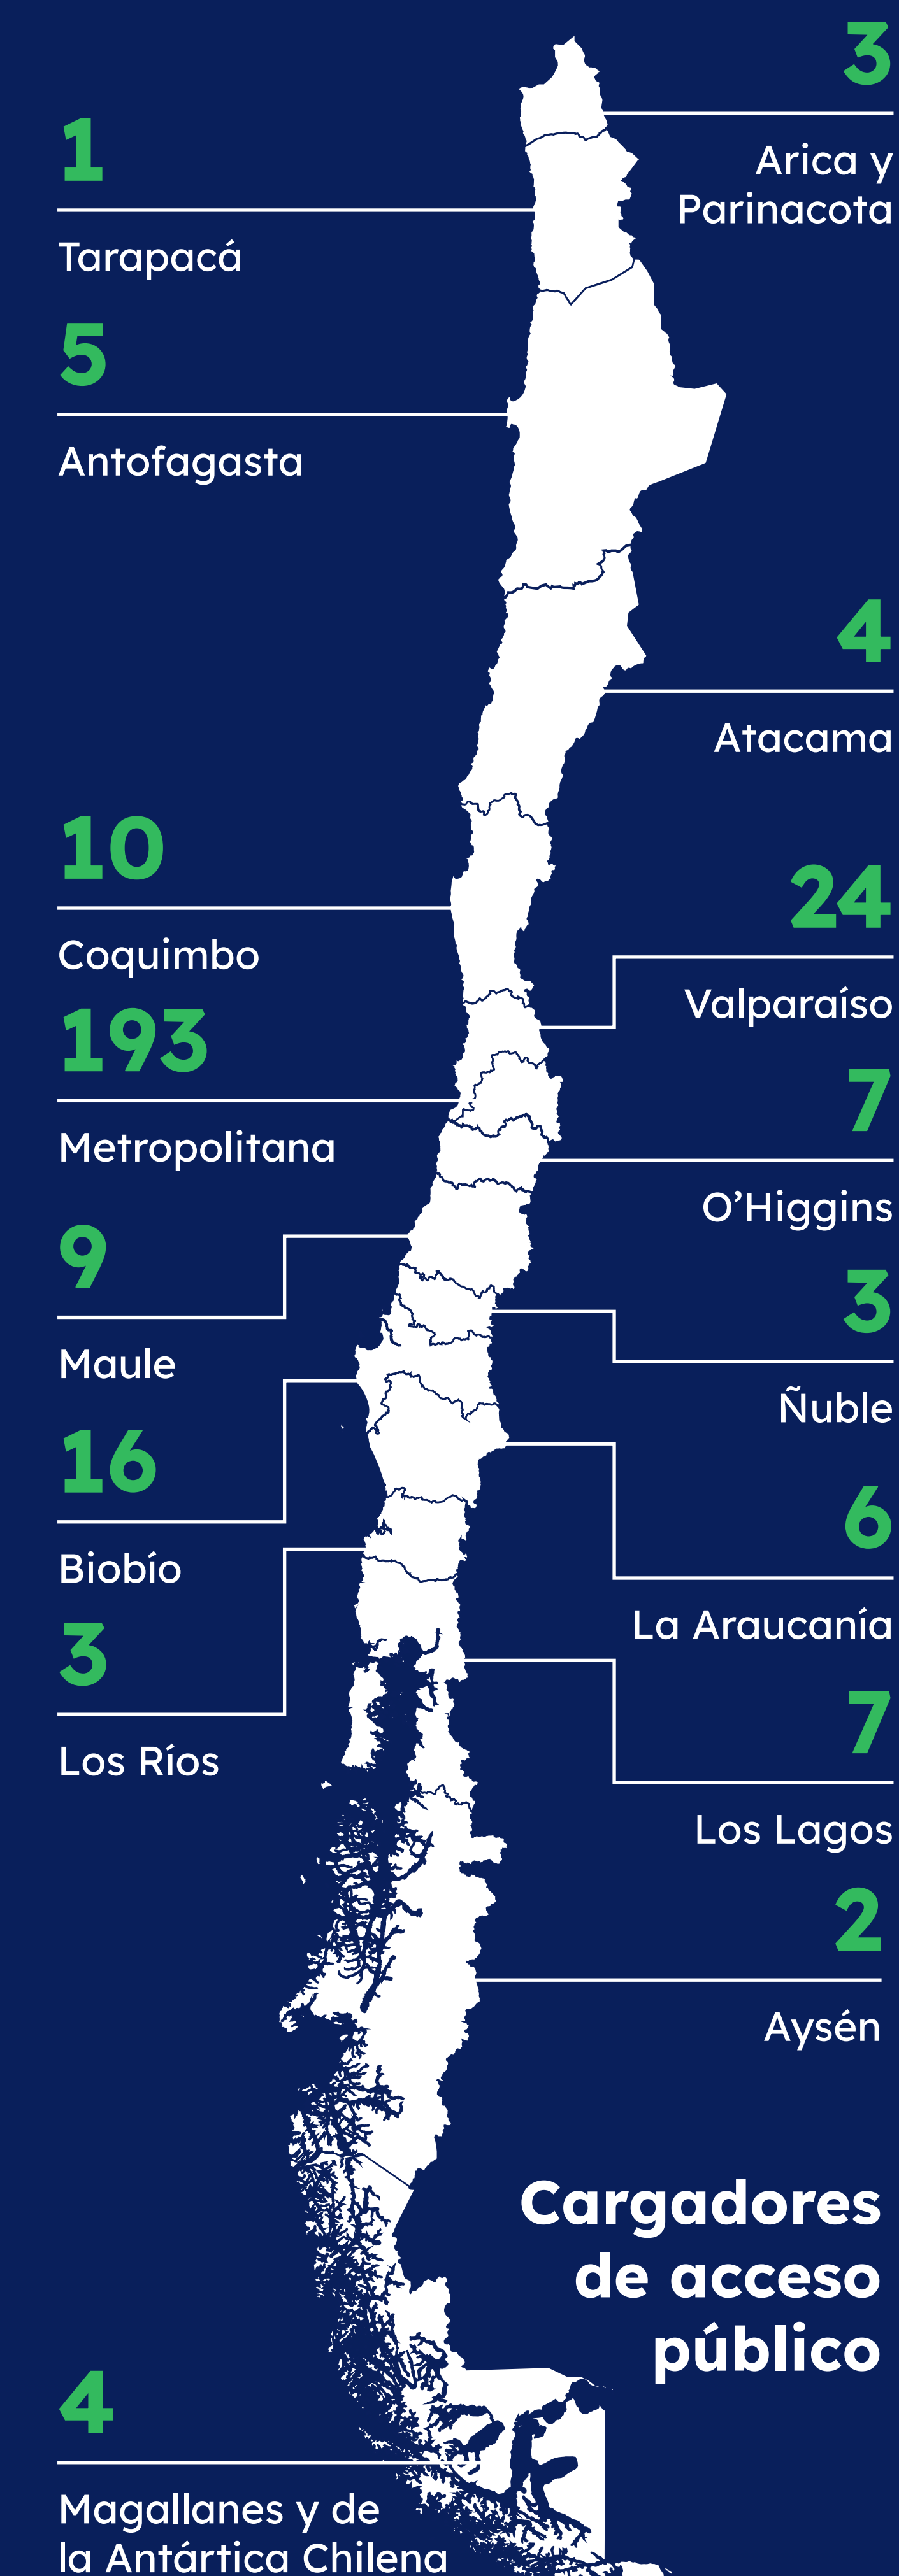 3
Arica y
Parinacota
1
Tarapacá
5
Antofagasta
4
Atacama
10
Coquimbo
24
Valparaíso
193
Metropolitana
7
O’Higgins
9
Maule
3
Ñuble
16
Biobío
6
La Araucanía
3
Los Ríos
7
Los Lagos
2
Aysén
Cargadores
de acceso
público
4
Magallanes y de
la Antártica Chilena